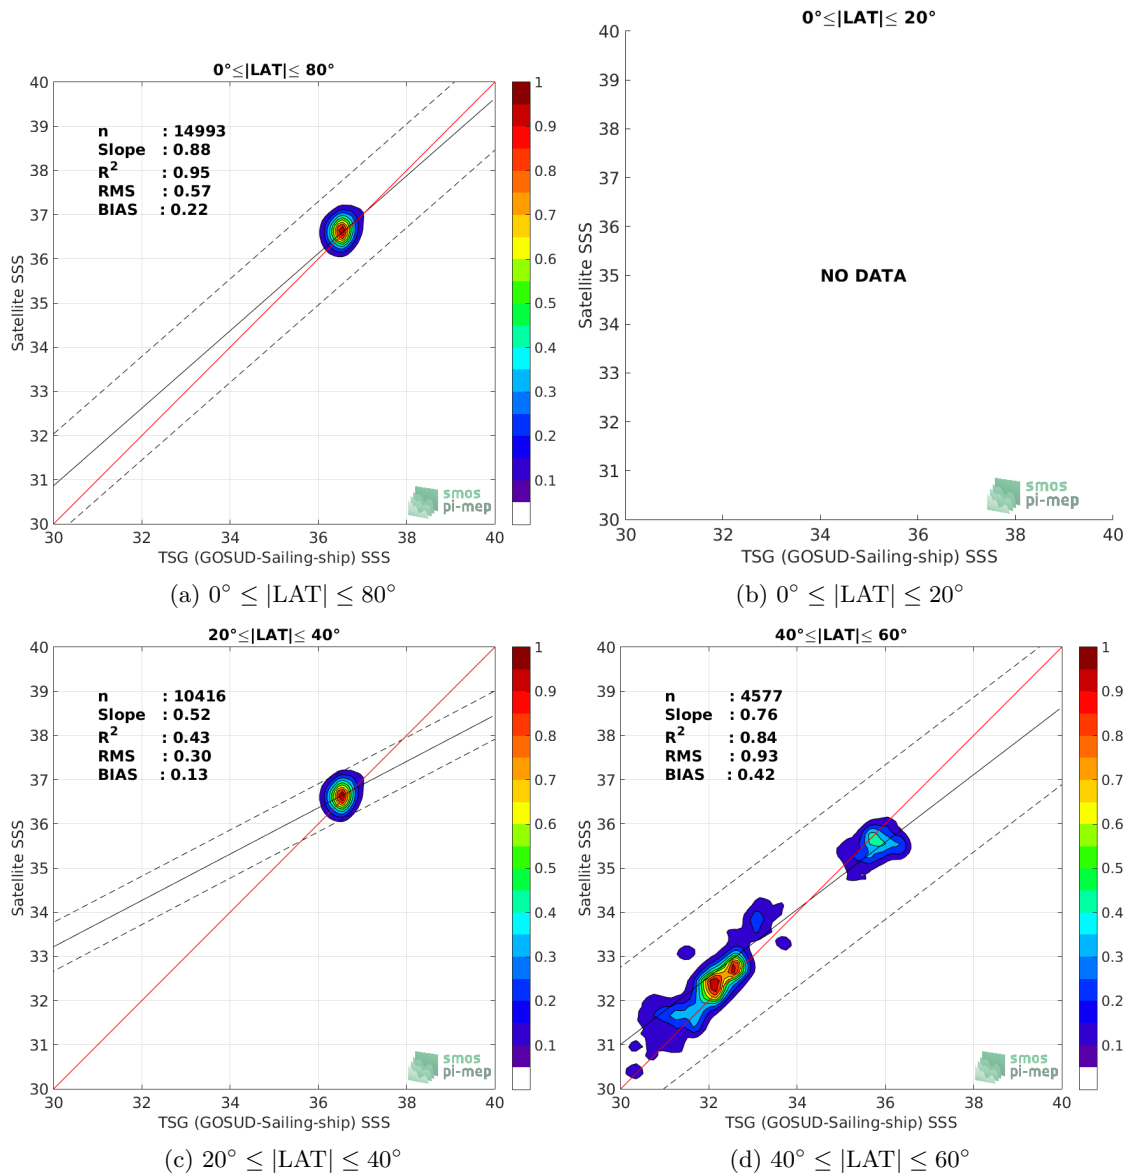 0°≤|LAT|≤ 80°
40
39
38
37
36
35
34
33
32
31
30
Satellite SSS
n : 14993
Slope : 0.88
R2 : 0.95
RMS : 0.57
BIAS : 0.22
smos
pi-mep
30 32 34 36 38 40
TSG (GOSUD-Sailing-ship) SSS
1
0.9
0.8
0.7
0.6
0.5
0.4
0.3
0.2
0.1
(a) 0° ≤ |LAT| ≤ 80°
0°≤|LAT|≤ 20°
40
39
38
37
36
35
34
33
32
31
30
Satellite SSS
NO DATA
smos
pi-mep
30 32 34 36 38 40
TSG (GOSUD-Sailing-ship) SSS
(b) 0° ≤ |LAT| ≤ 20°
20°≤|LAT|≤ 40°
40
39
38
37
36
35
34
33
32
31
30
Satellite SSS
n : 10416
Slope : 0.52
R2 : 0.43
RMS : 0.30
BIAS : 0.13
smos
pi-mep
30 32 34 36 38 40
TSG (GOSUD-Sailing-ship) SSS
1
0.9
0.8
0.7
0.6
0.5
0.4
0.3
0.2
0.1
(c) 20° ≤ |LAT| ≤ 40°
40°≤|LAT|≤ 60°
40
39
38
37
36
35
34
33
32
31
30
Satellite SSS
n : 4577
Slope : 0.76
R2 : 0.84
RMS : 0.93
BIAS : 0.42
smos
pi-mep
30 32 34 36 38 40
TSG (GOSUD-Sailing-ship) SSS
1
0.9
0.8
0.7
0.6
0.5
0.4
0.3
0.2
0.1
(d) 40° ≤ |LAT| ≤ 60°